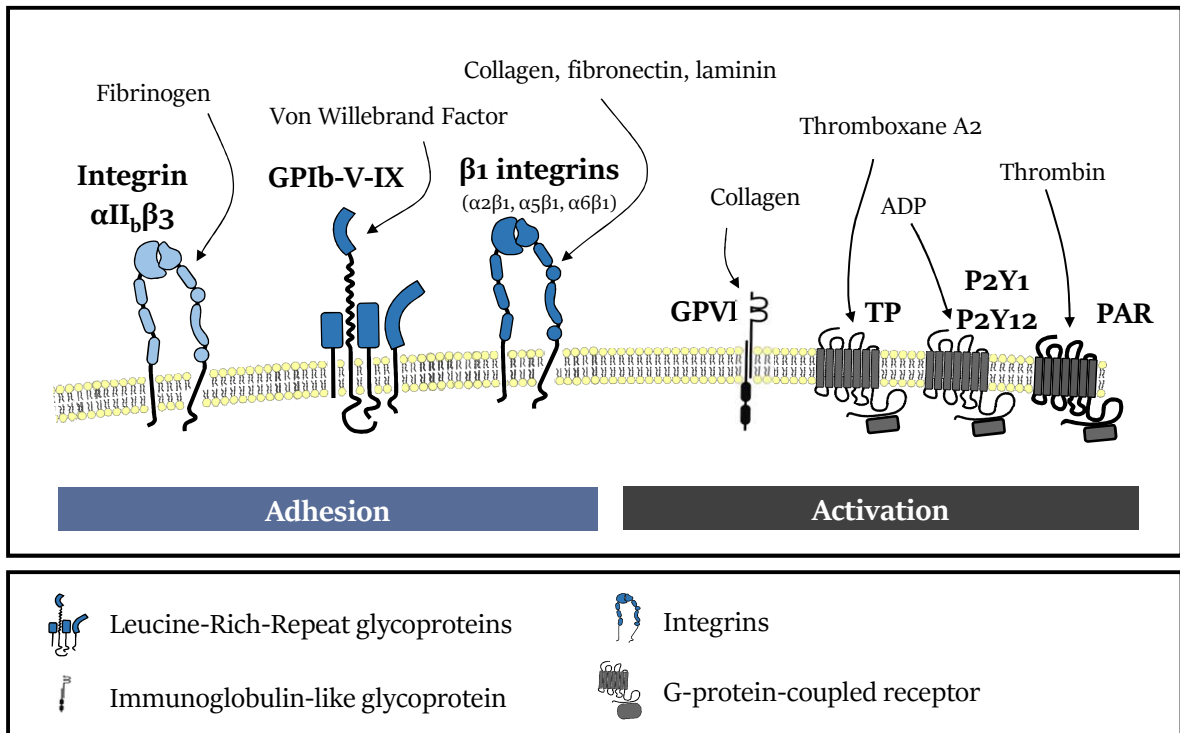 Fibrinogen
Integrin
αII_bβ3
Von Willebrand Factor
GPIb-V-IX
Collagen, fibronectin, laminin
β1 integrins
(α2β1, α5β1, α6β1)
Collagen
GPVI
Thromboxane A2
TP
ADP
P2Y1
P2Y12
Thrombin
PAR
Adhesion
Activation
Leucine-Rich-Repeat glycoproteins
Integrins
Immunoglobulin-like glycoprotein
G-protein-coupled receptor